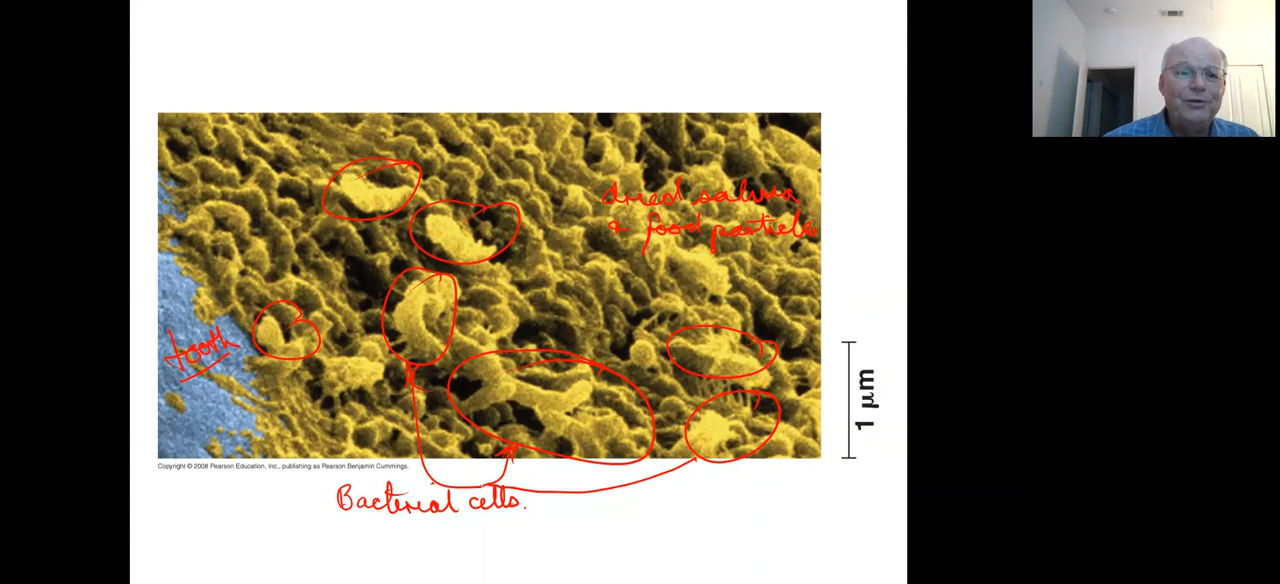 dried saliva
& food particles
tooth
1 μm
Copyright © 2008 Pearson Education, Inc., publishing as Pearson Benjamin Cummings.
Bacterial cells.